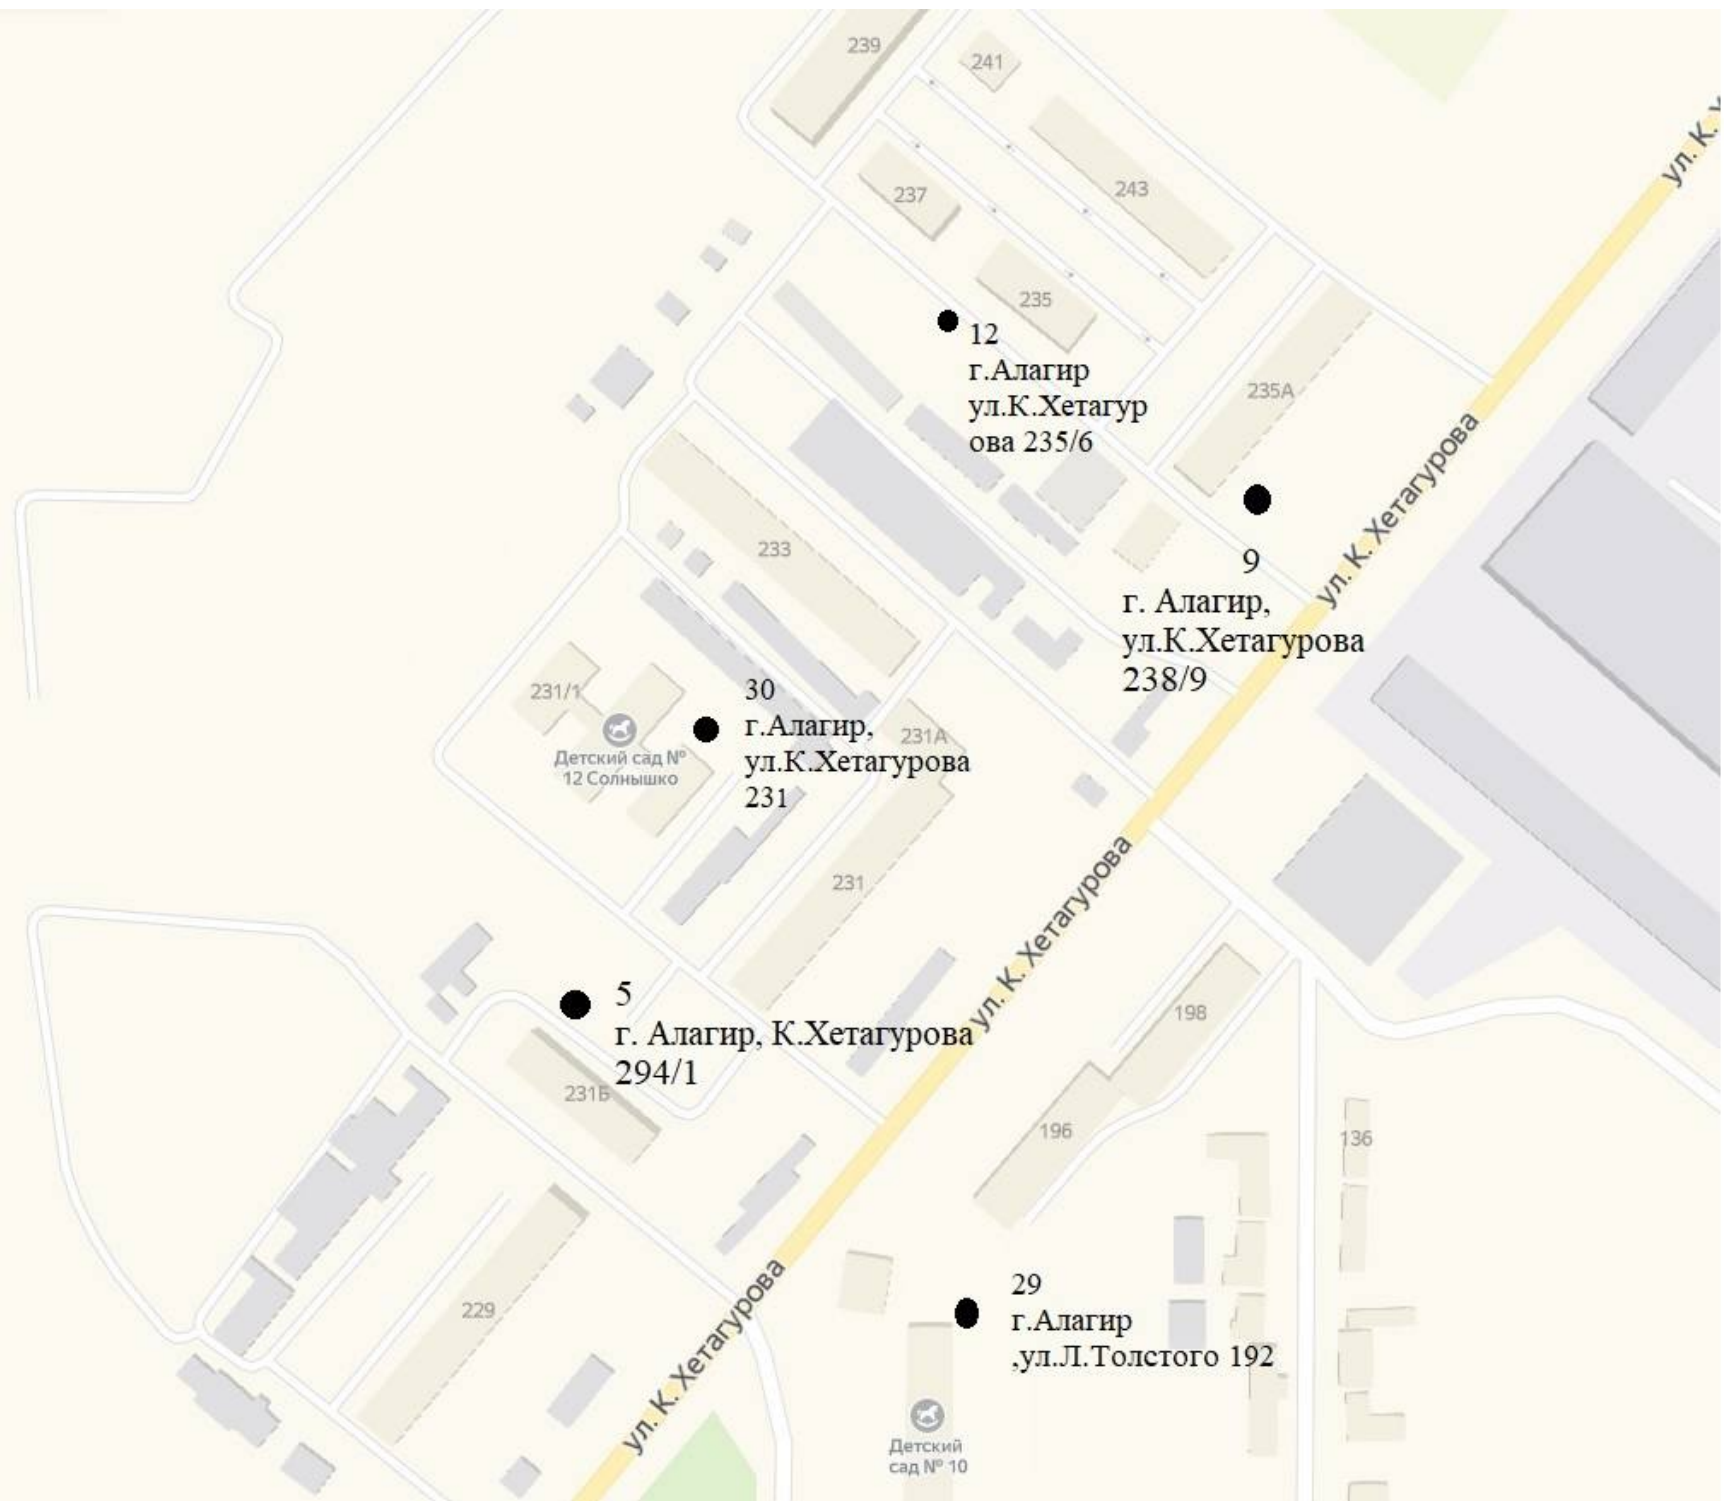 239
241
ул. К. Х
237
243
235
12
г.Алагир
ул.К.Хетагур
ова 235/6
235А
ул. К. Хетагурова
9
г. Алагир,
ул.К.Хетагурова
238/9
233
231/1
Детский сад №
12 Солнышко
30
г.Алагир,
ул.К.Хетагурова
231
231А
231
ул. К. Хетагурова
5
г. Алагир, К.Хетагурова
294/1
231Б
198
196
136
229
ул. К. Хетагурова
29
г.Алагир
,ул.Л.Толстого 192
Детский
сад № 10